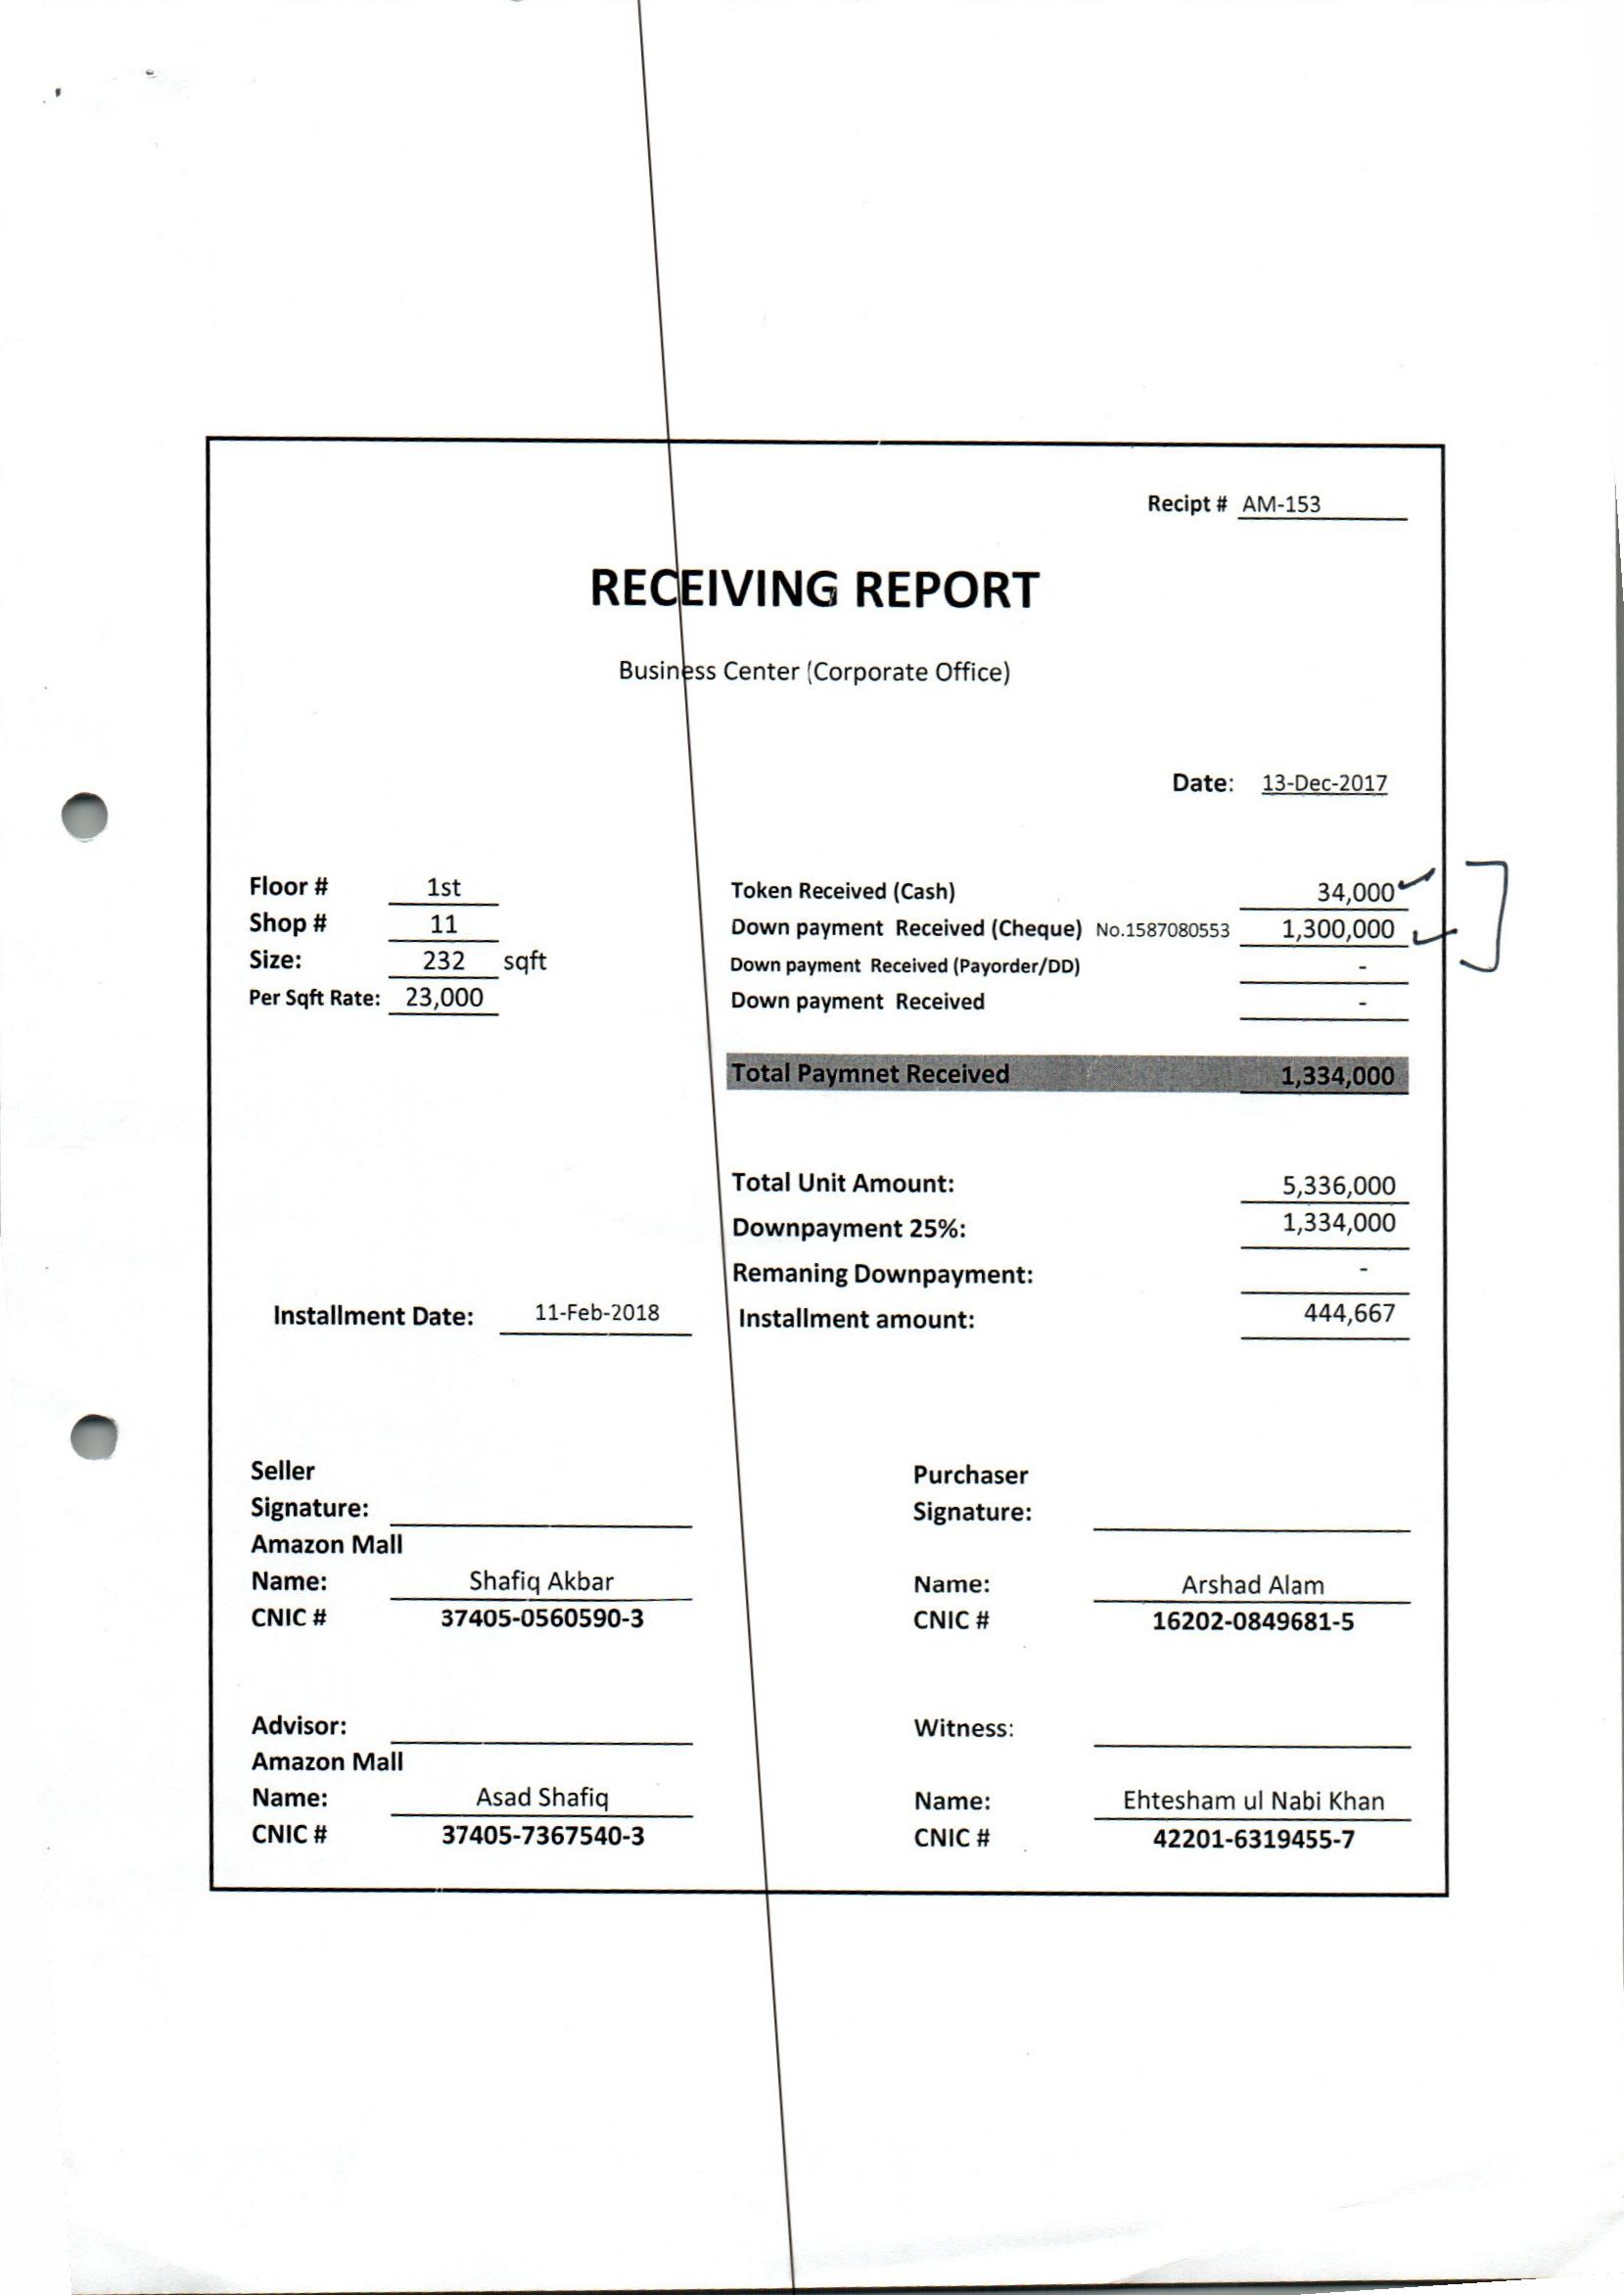 Recipt # AM-153
RECEIVING REPORT
Business Center (Corporate Office)
Date: 13-Dec-2017
Floor # 1st
Shop # 11
Size: 232 sqft
Per Sqft Rate: 23,000
Token Received (Cash) 34,000
Down payment Received (Cheque) No.1587080553 1,300,000
Down payment Received (Payorder/DD) -
Down payment Received -
Total Paymnet Received 1,334,000
Total Unit Amount: 5,336,000
Downpayment 25%: 1,334,000
Remaning Downpayment: -
Installment Date: 11-Feb-2018 Installment amount: 444,667
Seller
Signature:
Amazon Mall
Name: Shafiq Akbar
CNIC # 37405-0560590-3
Purchaser
Signature:
Name: Arshad Alam
CNIC # 16202-0849681-5
Advisor:
Amazon Mall
Name: Asad Shafiq
CNIC # 37405-7367540-3
Witness:
Name: Ehtesham ul Nabi Khan
CNIC # 42201-6319455-7